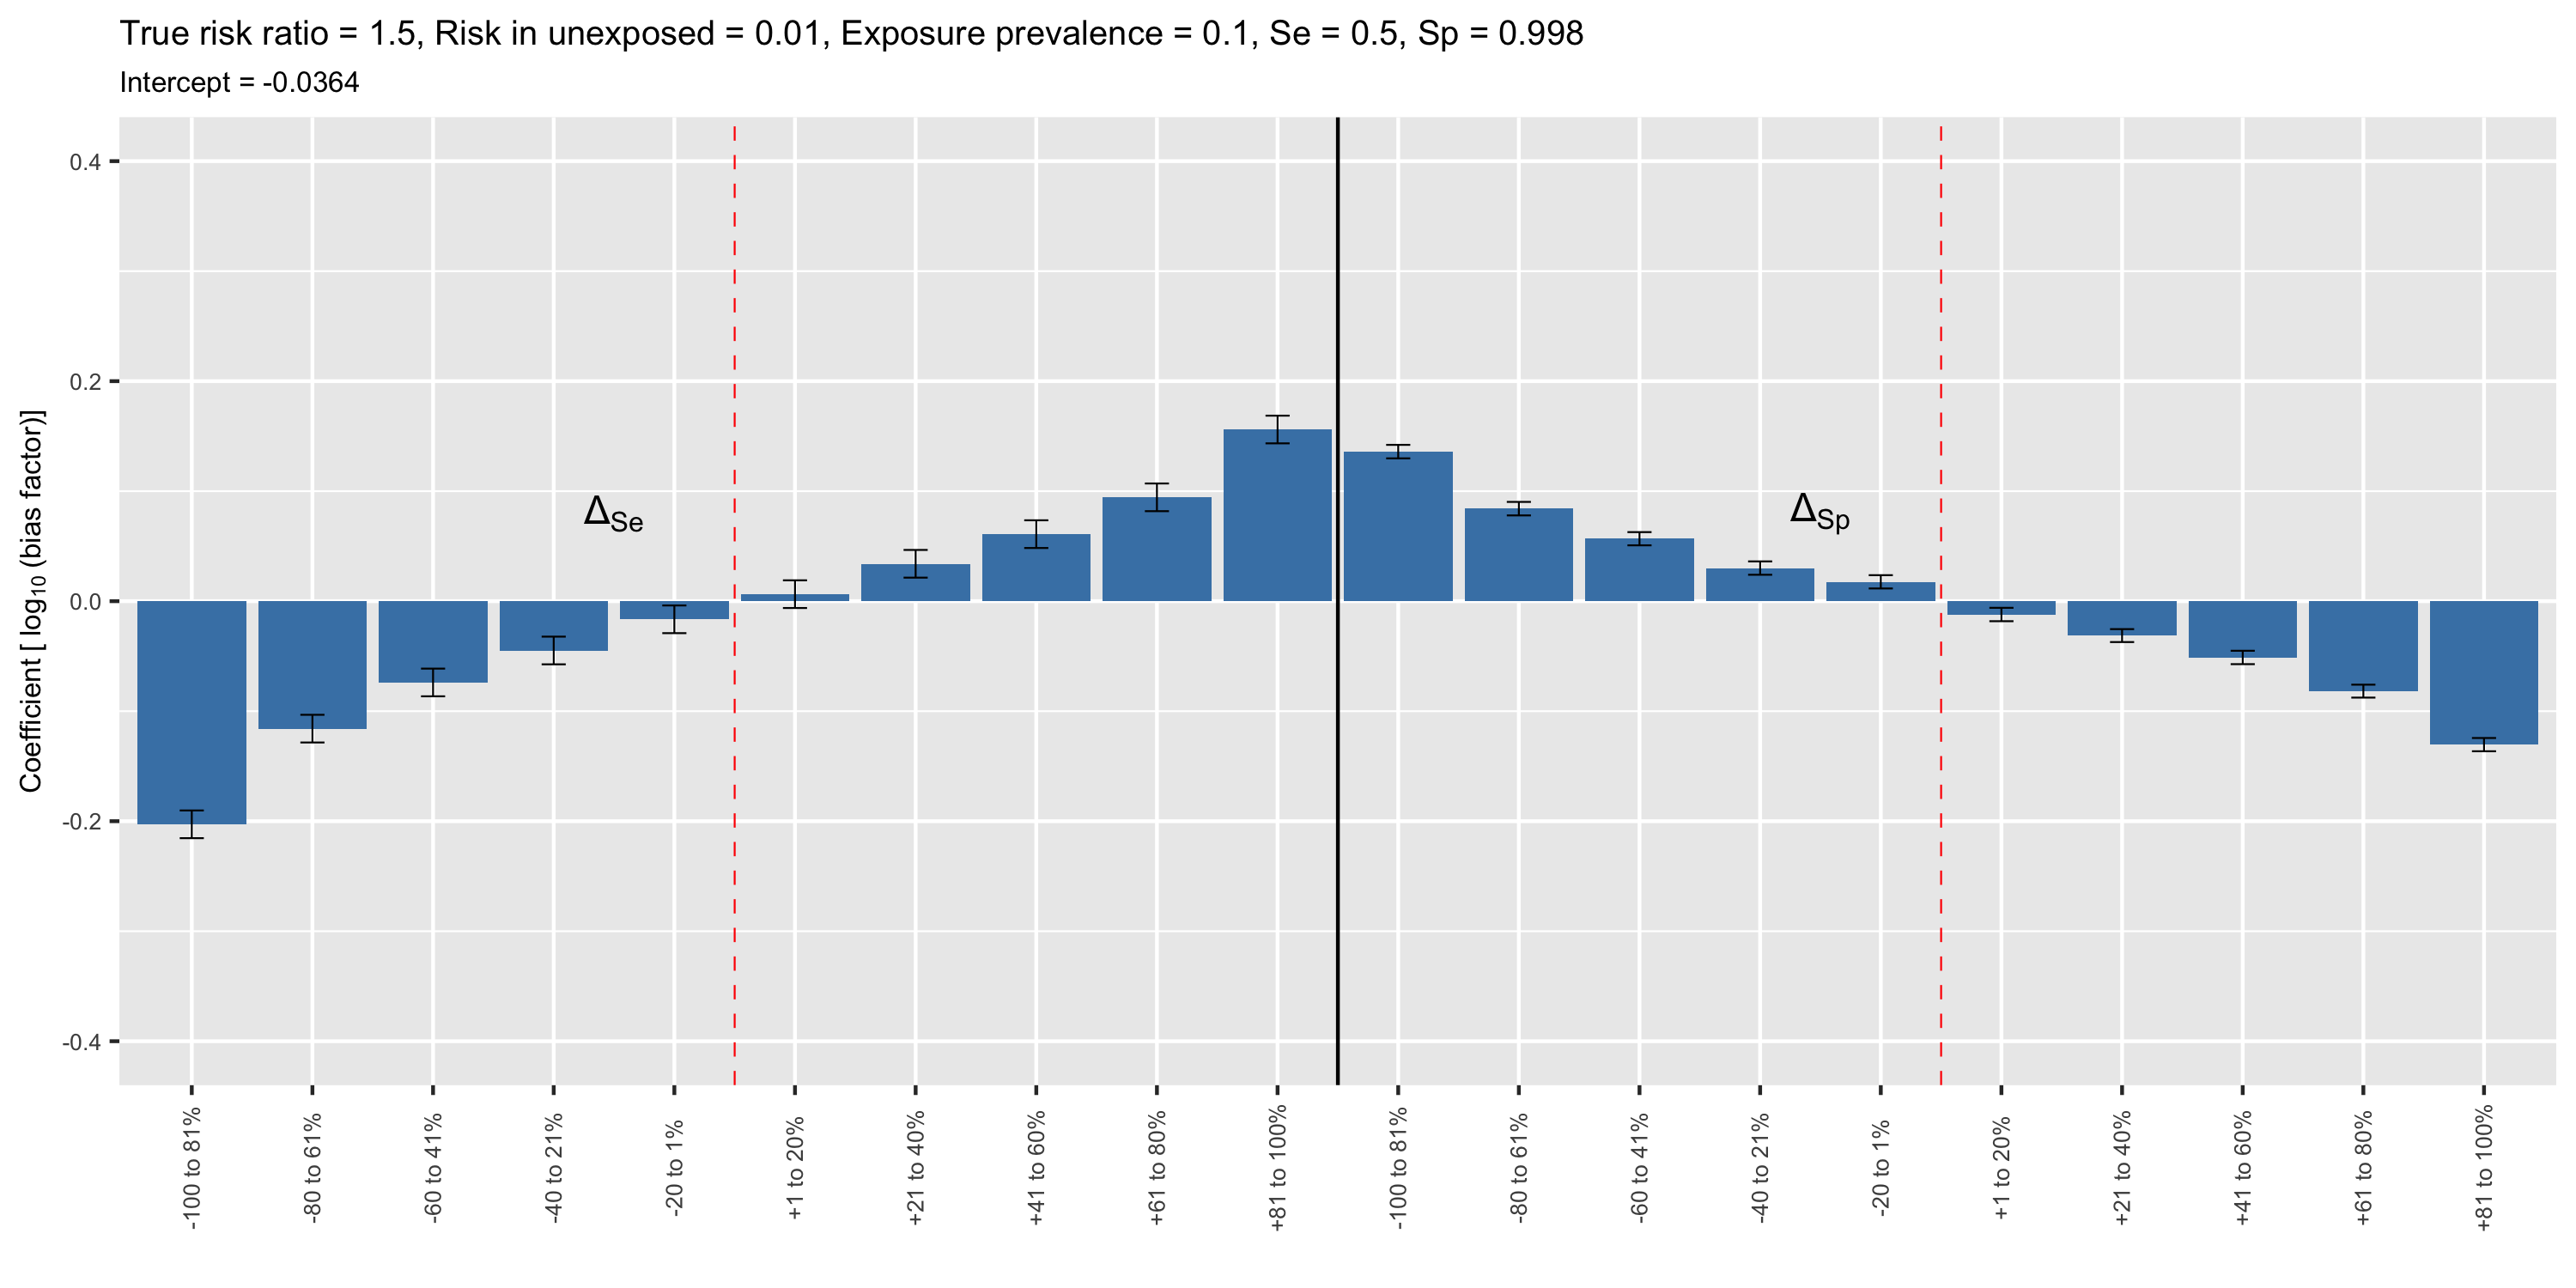 True risk ratio = 1.5, Risk in unexposed = 0.01, Exposure prevalence = 0.1, Se = 0.5, Sp = 0.998
Intercept = -0.0364
Coefficient [ log10 (bias factor)]
0.4
0.2
0.0
-0.2
-0.4
ΔSe
ΔSp
-100 to 81%
-80 to 61%
-60 to 41%
-40 to 21%
-20 to 1%
+1 to 20%
+21 to 40%
+41 to 60%
+61 to 80%
+81 to 100%
-100 to 81%
-80 to 61%
-60 to 41%
-40 to 21%
-20 to 1%
+1 to 20%
+21 to 40%
+41 to 60%
+61 to 80%
+81 to 100%